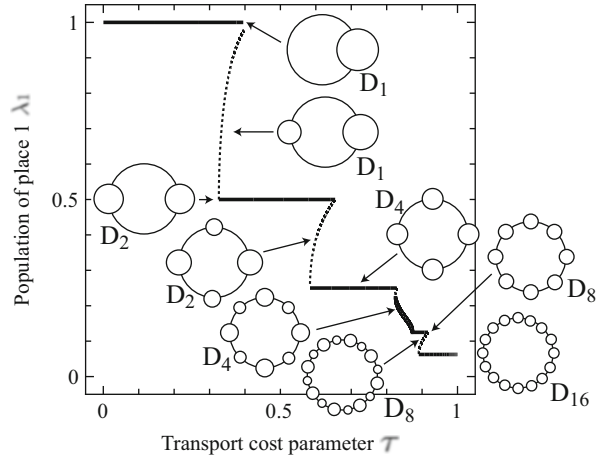 1
D1
D1
Population of place 1 λ1
D2
0.5
D4
D2
D8
D4
D8
D16
0
0
0.5
1
Transport cost parameter τ